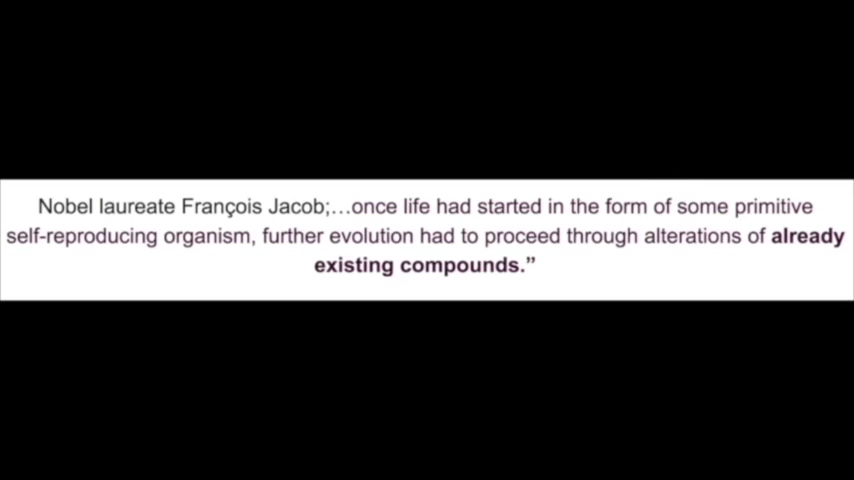 Nobel laureate François Jacob;…once life had started in the form of some primitive
self-reproducing organism, further evolution had to proceed through alterations of already
existing compounds.”